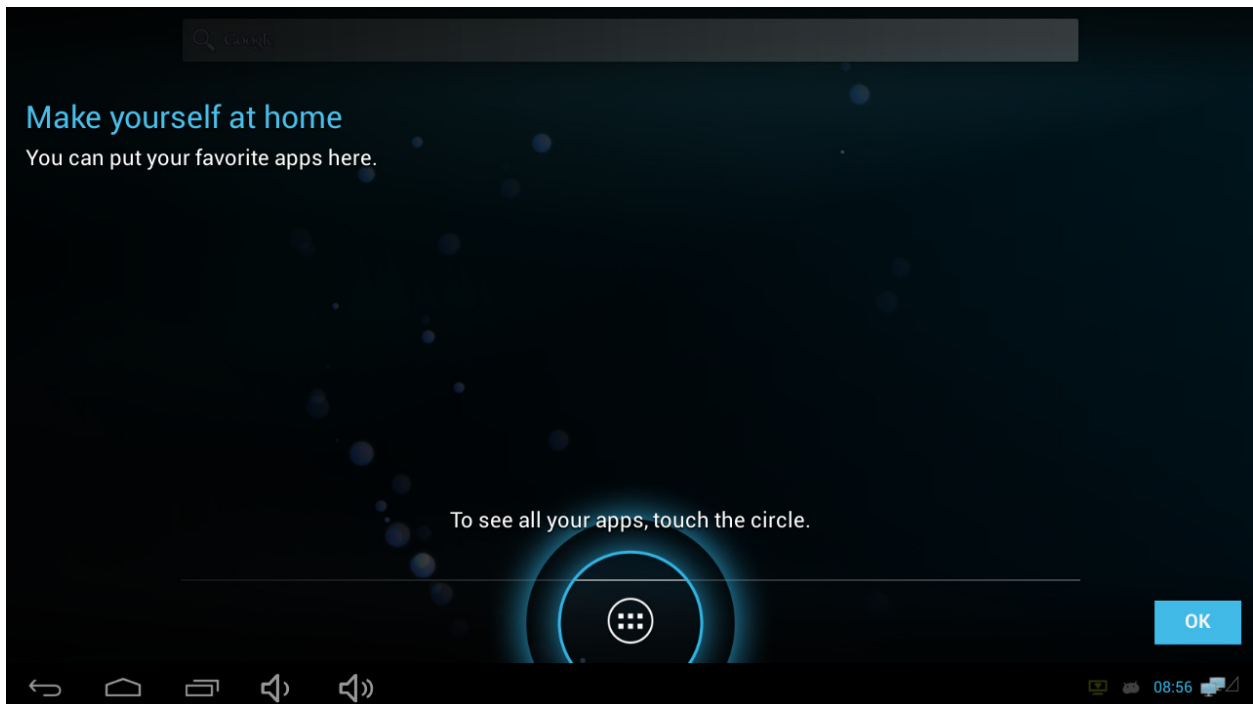 Google
Make yourself at home
You can put your favorite apps here.
To see all your apps, touch the circle.
OK
08:56